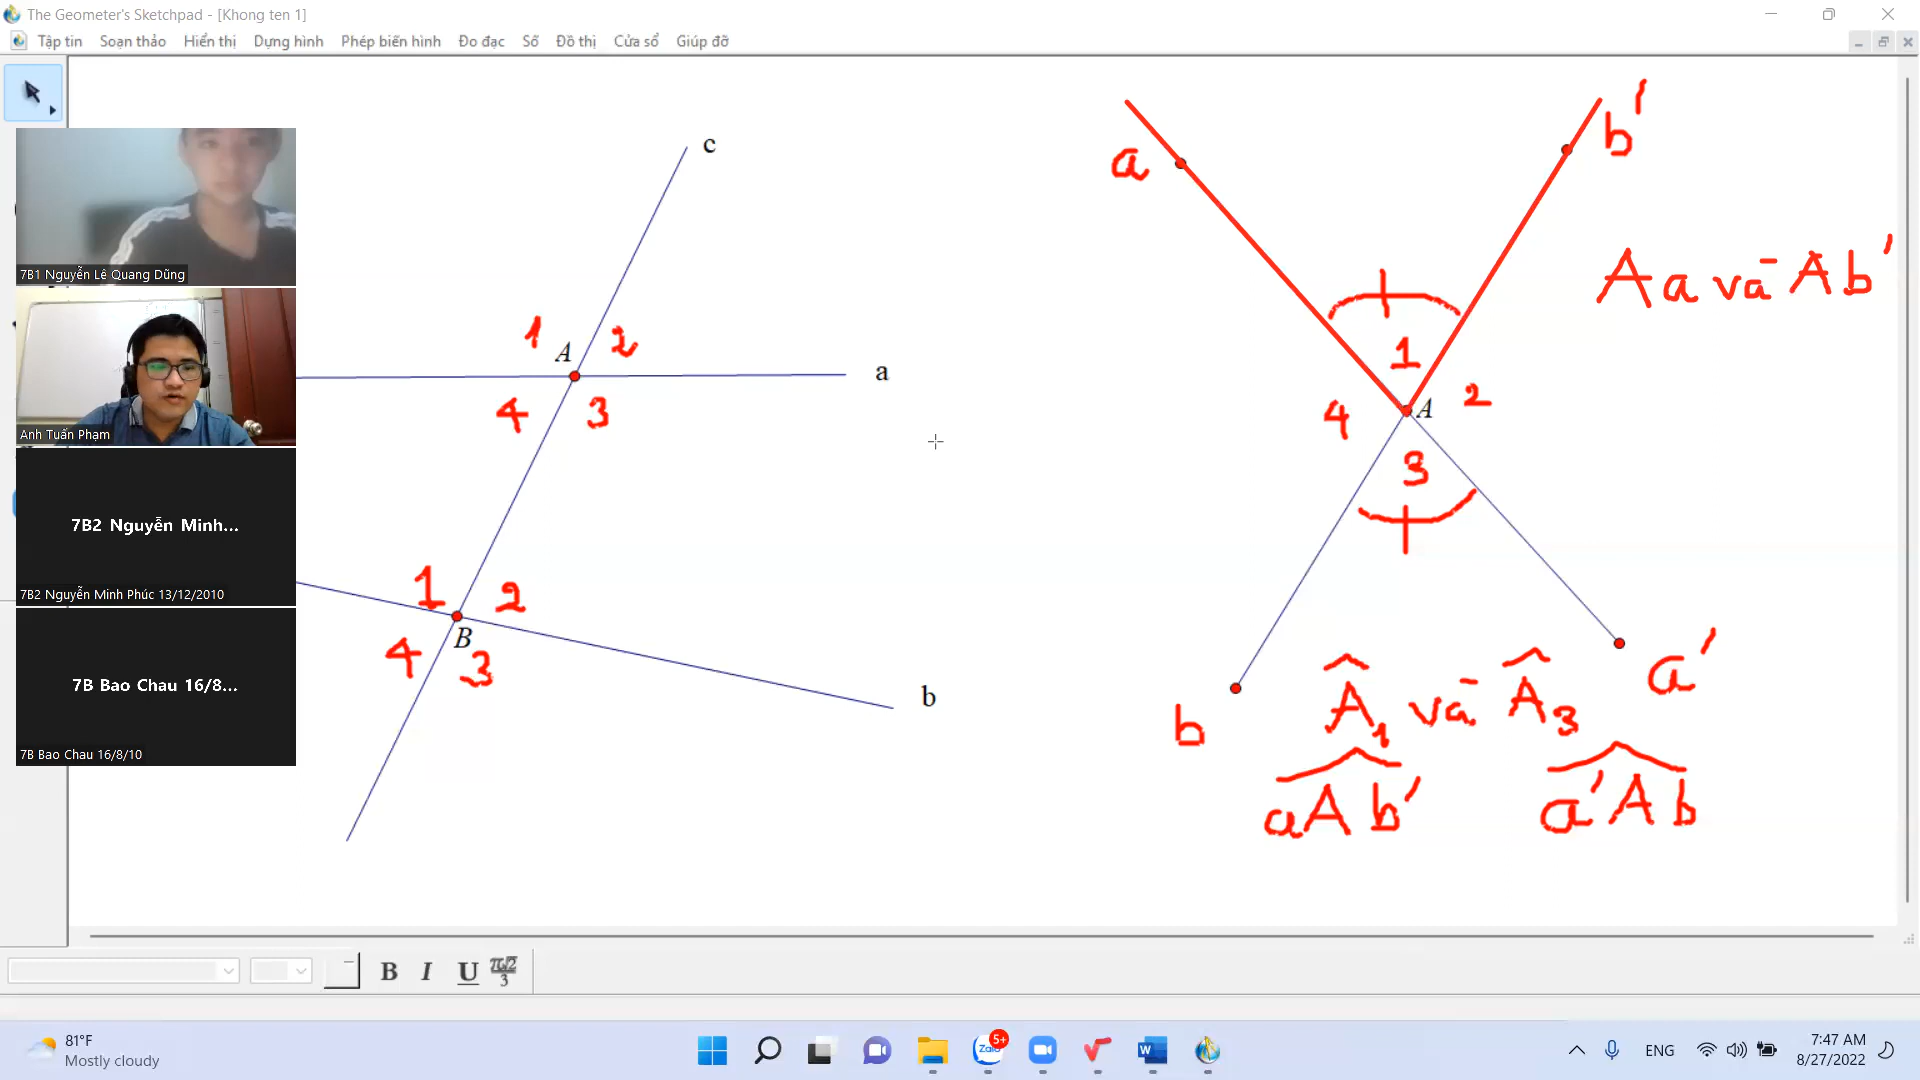 The Geometer's Sketchpad - [Khong ten 1]
Tập tin Soạn thảo Hiển thị Dựng hình Phép biến hình Đo đạc Số Đồ thị Cửa sổ Giúp đỡ
7B1 Nguyễn Lê Quang Dũng
Anh Tuấn Phạm
7B2 Nguyễn Minh...
7B2 Nguyễn Minh Phúc 13/12/2010
7B Bao Chau 16/8...
7B Bao Chau 16/8/10
c
1 A 2
a
4 3
1 2
B
4 3
b
a b'
Aa và Ab'
1
4 A 2
3
a'
b
Â₁ và Â₃
aAb' a'Ab
B I U π√2/3
81°F
Mostly cloudy
Zalo 5+
W
ENG
7:47 AM
8/27/2022